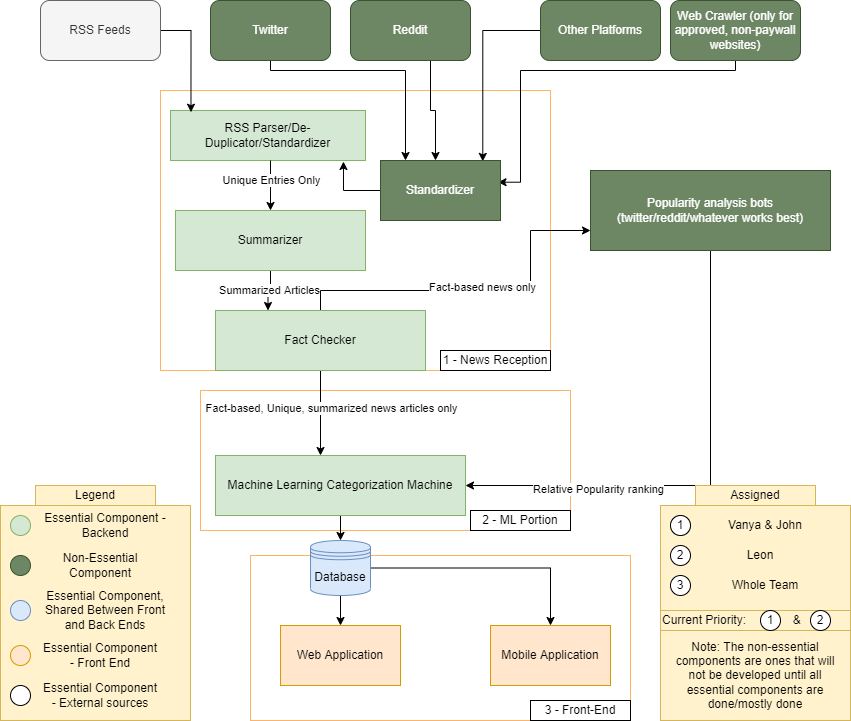 RSS Feeds
Twitter
Reddit
Other Platforms
Web Crawler (only for
approved, non-paywall
websites)
RSS Parser/De-
Duplicator/Standardizer
Unique Entries Only
Standardizer
Popularity analysis bots
(twitter/reddit/whatever works best)
Summarizer
Summarized Articles
Fact-based news only
Fact Checker
1 - News Reception
Fact-based, Unique, summarized news articles only
Machine Learning Categorization Machine
Relative Popularity ranking
2 - ML Portion
Database
Web Application
Mobile Application
3 - Front-End
Legend
Essential Component -
Backend
Non-Essential
Component
Essential Component,
Shared Between Front
and Back Ends
Essential Component
- Front End
Essential Component
- External sources
Assigned
1 Vanya & John
2 Leon
3 Whole Team
Current Priority: 1 & 2
Note: The non-essential
components are ones that will
not be developed until all
essential components are
done/mostly done